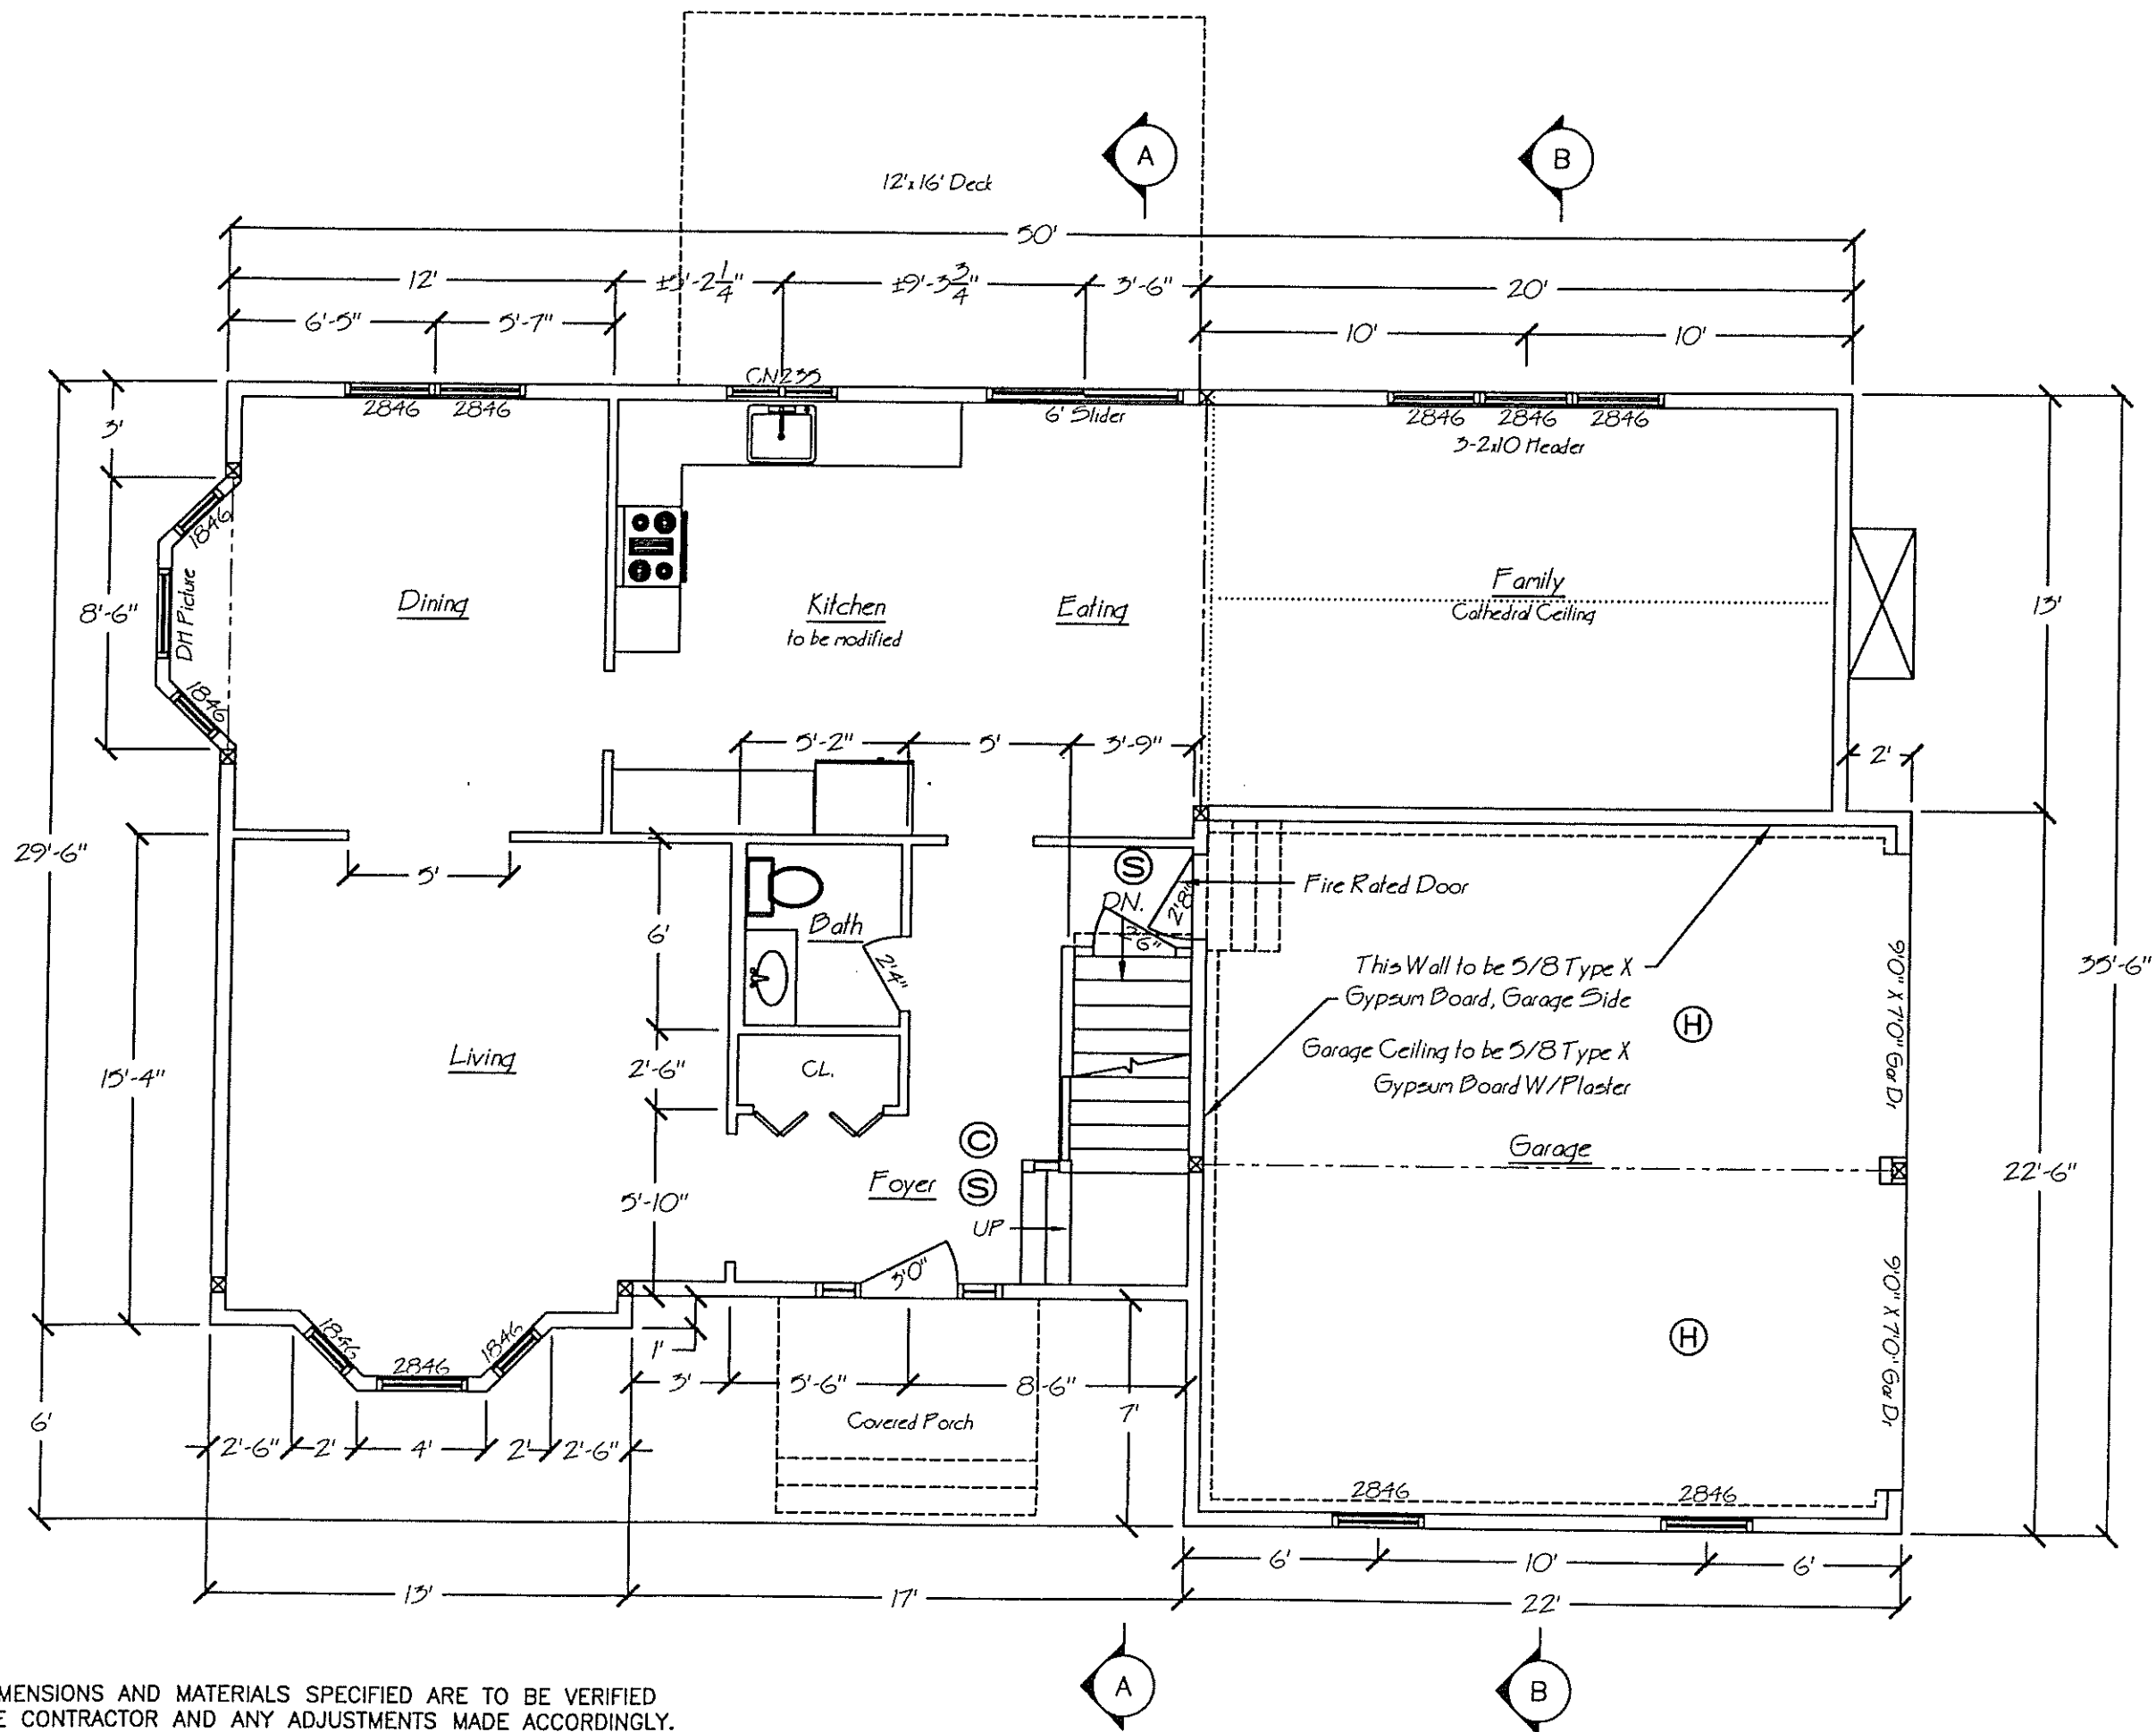 A
B
12'x16' Deck
50'
12'
±5'-2 1/4"
±9'-3 3/4"
3'-6"
20'
6'-5"
5'-7"
10'
10'
CN235
2846
2846
6' Slider
2846
2846
2846
3-2x10 Header
3'
1846
8'-6"
DH Picture
1846
Dining
Kitchen
to be modified
Eating
Family
Cathedral Ceiling
13'
5'-2"
5'
3'-9"
2'
29'-6"
5'
6'
Bath
2'4"
S
DN.
2'8"
2'6"
Fire Rated Door
This Wall to be 5/8 Type X
Gypsum Board, Garage Side
Garage Ceiling to be 5/8 Type X
Gypsum Board W/Plaster
H
9'0" X 7'0" Gar Dr
35'-6"
15'-4"
Living
2'-6"
CL.
C
Foyer
S
UP
Garage
22'-6"
5'-10"
3'0"
H
9'0" X 7'0" Gar Dr
1846
2846
1846
1'
3'
5'-6"
8'-6"
7'
Covered Porch
6'
2'-6"
2'
4'
2'
2'-6"
2846
2846
6'
10'
6'
13'
17'
22'
A
B
MENSIONS AND MATERIALS SPECIFIED ARE TO BE VERIFIED
E CONTRACTOR AND ANY ADJUSTMENTS MADE ACCORDINGLY.